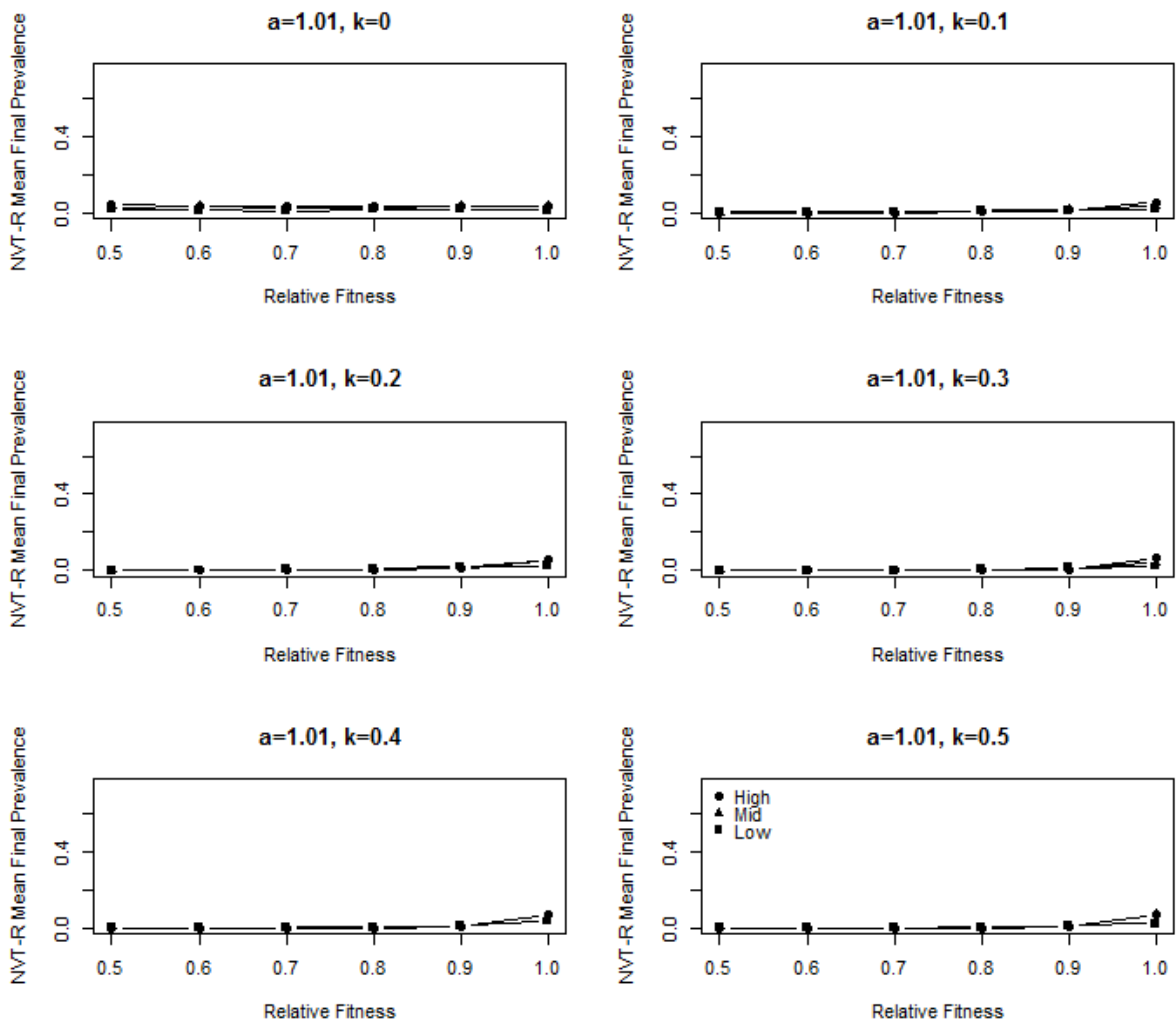 a=1.01, k=0
NVT-R Mean Final Prevalence
0.4
0.0
0.5 0.6 0.7 0.8 0.9 1.0
Relative Fitness
a=1.01, k=0.1
NVT-R Mean Final Prevalence
0.4
0.0
0.5 0.6 0.7 0.8 0.9 1.0
Relative Fitness
a=1.01, k=0.2
NVT-R Mean Final Prevalence
0.4
0.0
0.5 0.6 0.7 0.8 0.9 1.0
Relative Fitness
a=1.01, k=0.3
NVT-R Mean Final Prevalence
0.4
0.0
0.5 0.6 0.7 0.8 0.9 1.0
Relative Fitness
a=1.01, k=0.4
NVT-R Mean Final Prevalence
0.4
0.0
0.5 0.6 0.7 0.8 0.9 1.0
Relative Fitness
a=1.01, k=0.5
NVT-R Mean Final Prevalence
High
Mid
Low
0.4
0.0
0.5 0.6 0.7 0.8 0.9 1.0
Relative Fitness